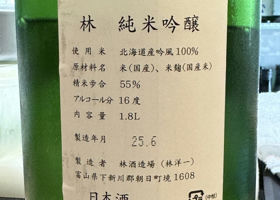 林 純米吟醸
使用米 北海道産吟風100%
原材料名 米(国産)、米麹(国産米)
精米歩合 55%
アルコール分 16度
内容量 1.8L
製造年月 25.6
製造者 林酒造場(林洋一)
富山県下新川郡朝日町境1608
日本酒